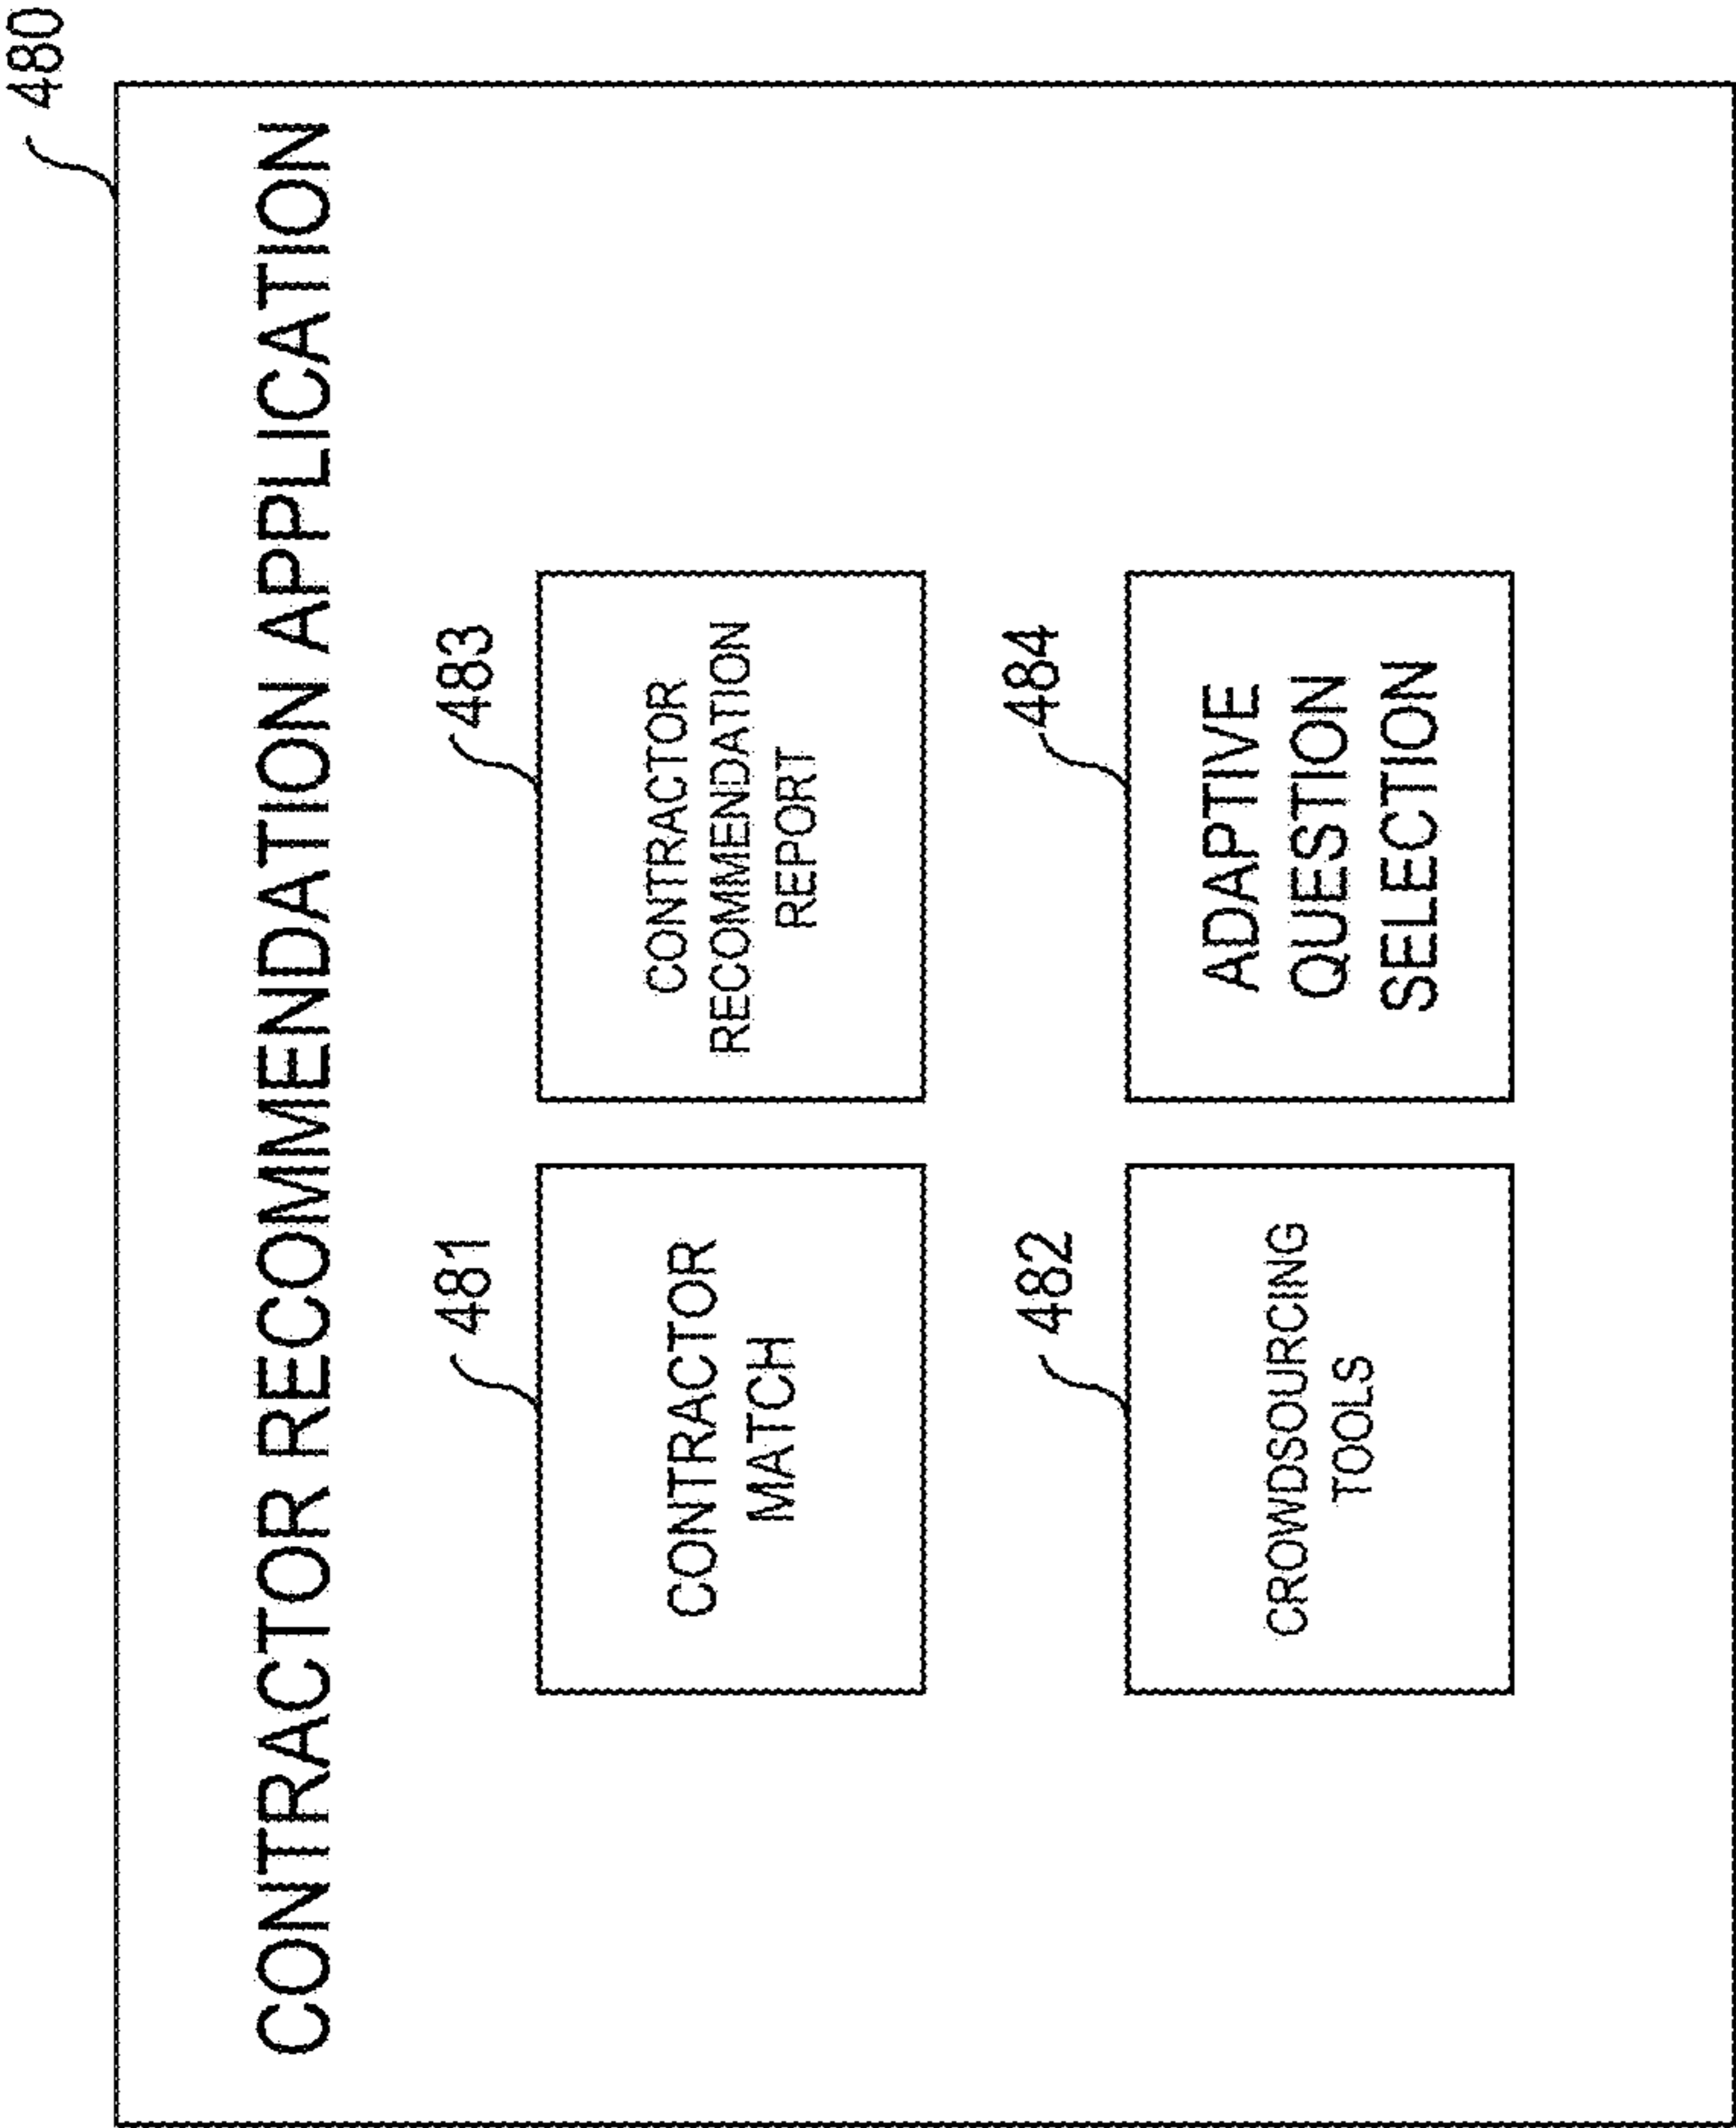 480
CONTRACTOR RECOMMENDATION APPLICATION
481
CONTRACTOR
MATCH
483
CONTRACTOR
RECOMMENDATION
REPORT
482
CROWDSOURCING
TOOLS
484
ADAPTIVE
QUESTION
SELECTION